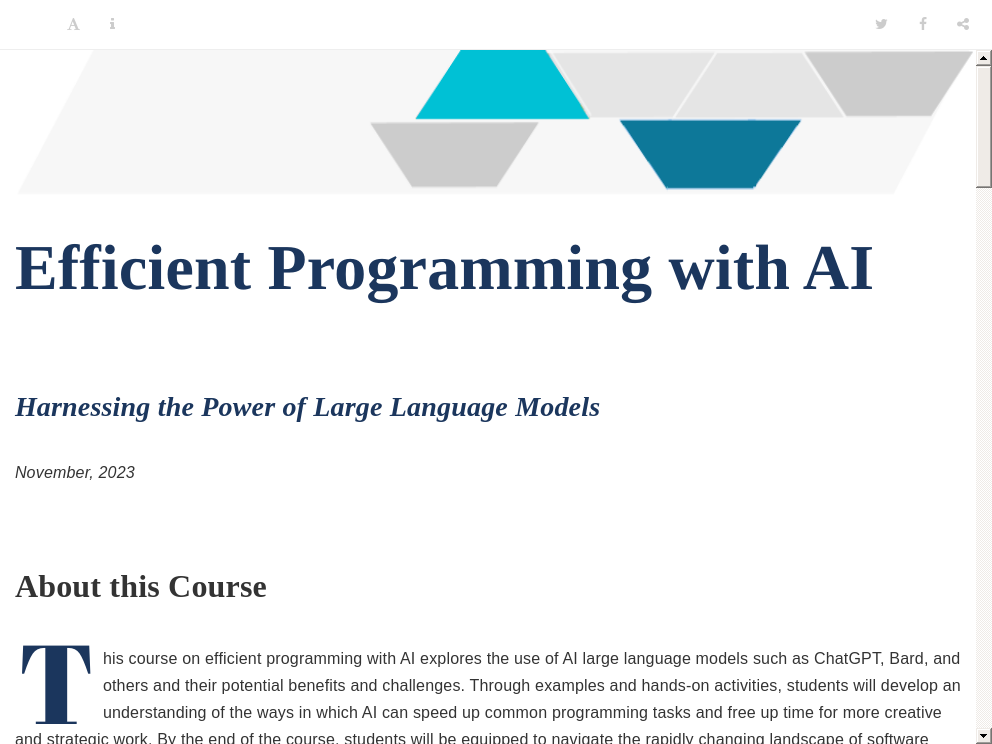 Efficient Programming with AI
Harnessing the Power of Large Language Models
November, 2023
About this Course
This course on efficient programming with AI explores the use of AI large language models such as ChatGPT, Bard, and
others and their potential benefits and challenges. Through examples and hands-on activities, students will develop an
understanding of the ways in which AI can speed up common programming tasks and free up time for more creative
and strategic work. By the end of the course, students will be equipped to navigate the rapidly changing landscape of software